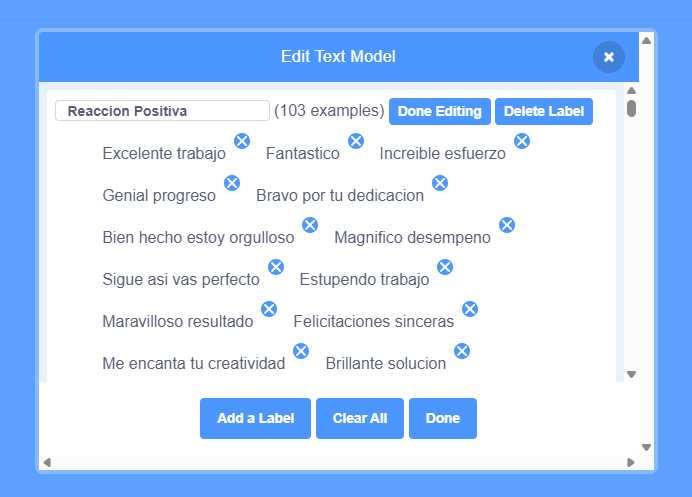 Edit Text Model
Reaccion Positiva (103 examples) Done Editing Delete Label
Excelente trabajo Fantastico Increible esfuerzo
Genial progreso Bravo por tu dedicacion
Bien hecho estoy orgulloso Magnifico desempeno
Sigue asi vas perfecto Estupendo trabajo
Maravilloso resultado Felicitaciones sinceras
Me encanta tu creatividad Brillante solucion
Add a Label Clear All Done